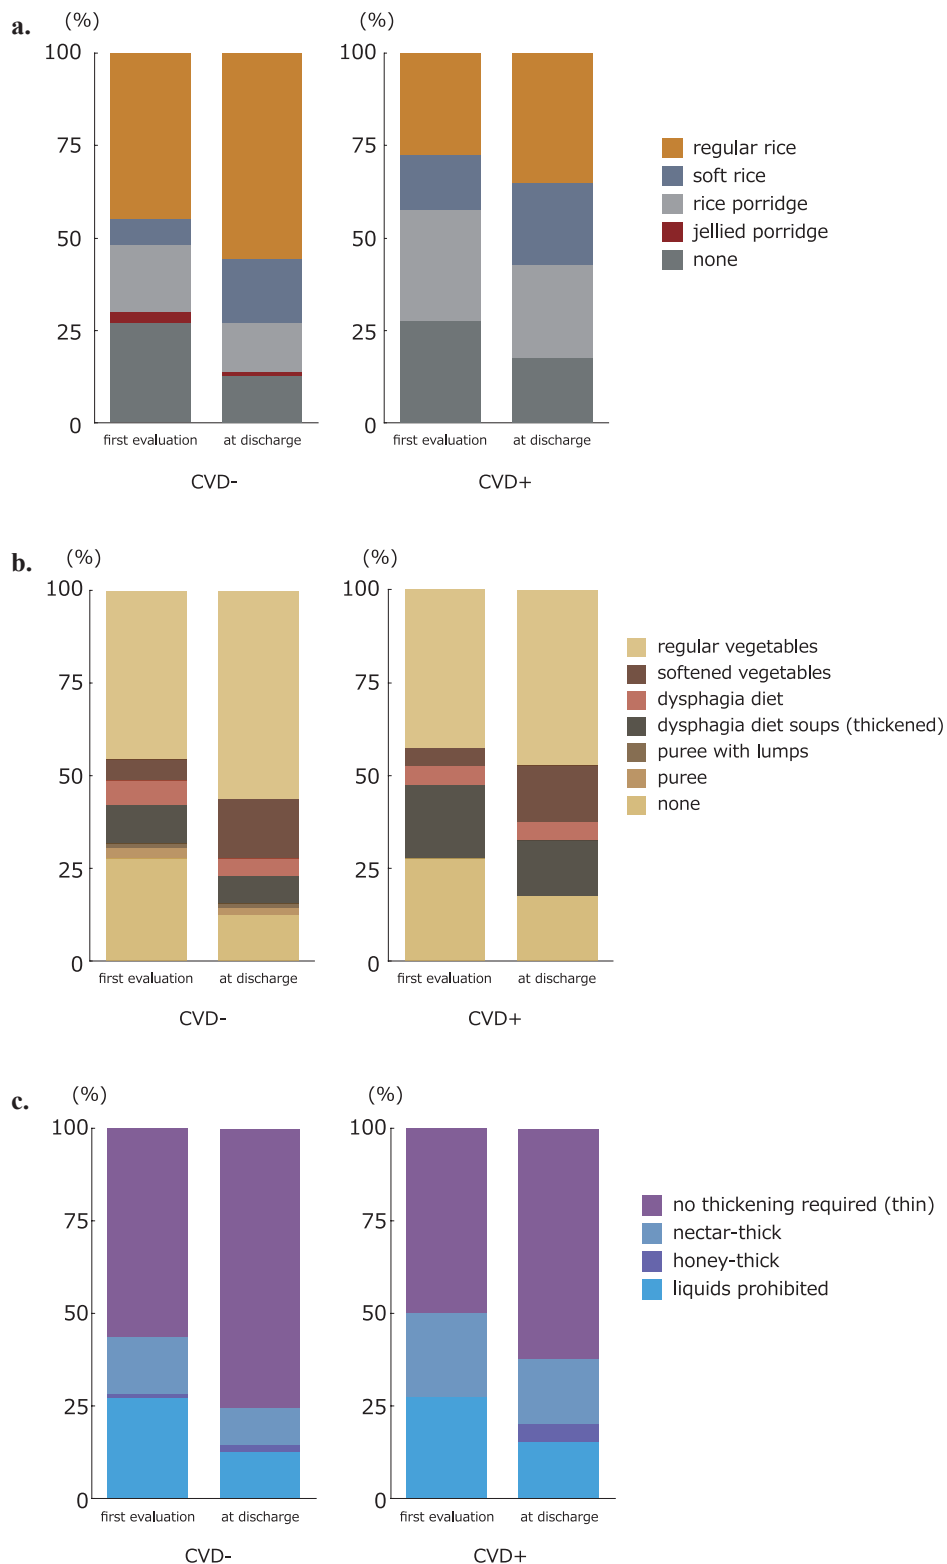 a.
(%)
(%)
100
75
50
25
0
100
75
50
25
0
regular rice
soft rice
rice porridge
jellied porridge
none
first evaluation
at discharge
first evaluation
at discharge
CVD-
CVD+
b.
(%)
(%)
100
75
50
25
0
100
75
50
25
0
regular vegetables
softened vegetables
dysphagia diet
dysphagia diet soups (thickened)
puree with lumps
puree
none
first evaluation
at discharge
first evaluation
at discharge
CVD-
CVD+
c.
(%)
(%)
100
75
50
25
0
100
75
50
25
0
no thickening required (thin)
nectar-thick
honey-thick
liquids prohibited
first evaluation
at discharge
first evaluation
at discharge
CVD-
CVD+